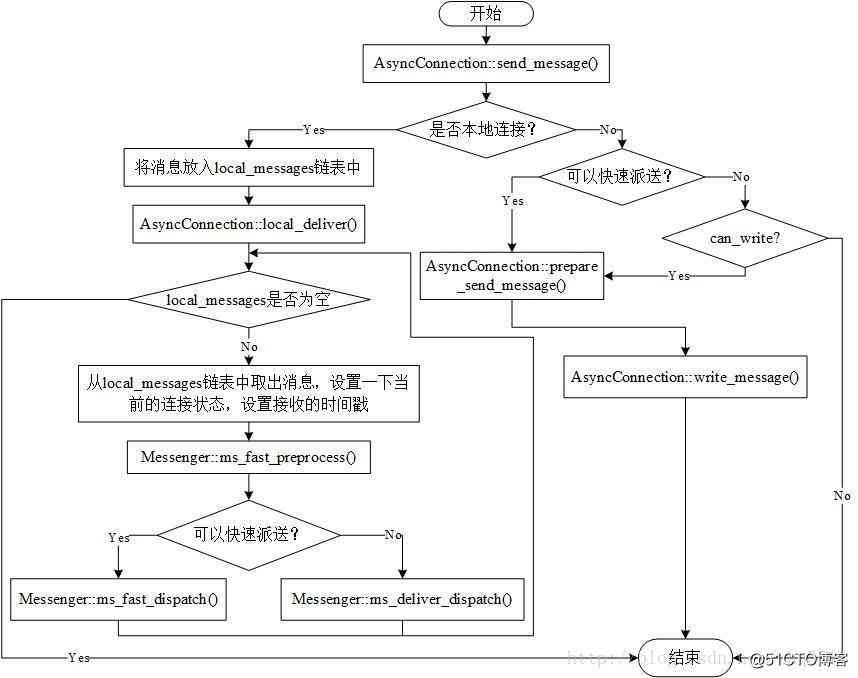 开始
AsyncConnection::send_message()
是否本地连接?
Yes
No
将消息放入local_messages链表中
可以快速派送?
No
Yes
AsyncConnection::local_deliver()
can_write?
AsyncConnection::prepare
_send_message()
Yes
local_messages是否为空
No
从local_messages链表中取出消息，设置一下当
前的连接状态，设置接收的时间戳
AsyncConnection::write_message()
Messenger::ms_fast_preprocess()
No
可以快速派送?
Yes
No
Messenger::ms_fast_dispatch()
Messenger::ms_deliver_dispatch()
Yes
结束
@51CTO博客